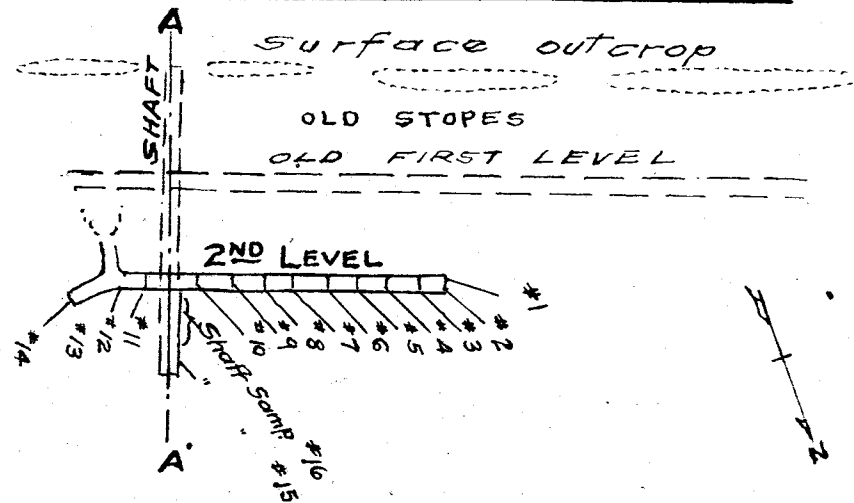 A
Surface outcrop
SHAFT
OLD STOPES
OLD FIRST LEVEL
2ND LEVEL
#1
#2
#3
#4
#5
#6
#7
#8
#9
#10
#11
#12
#13
#14
Shaft Samp. #16
" " #15
A'
N